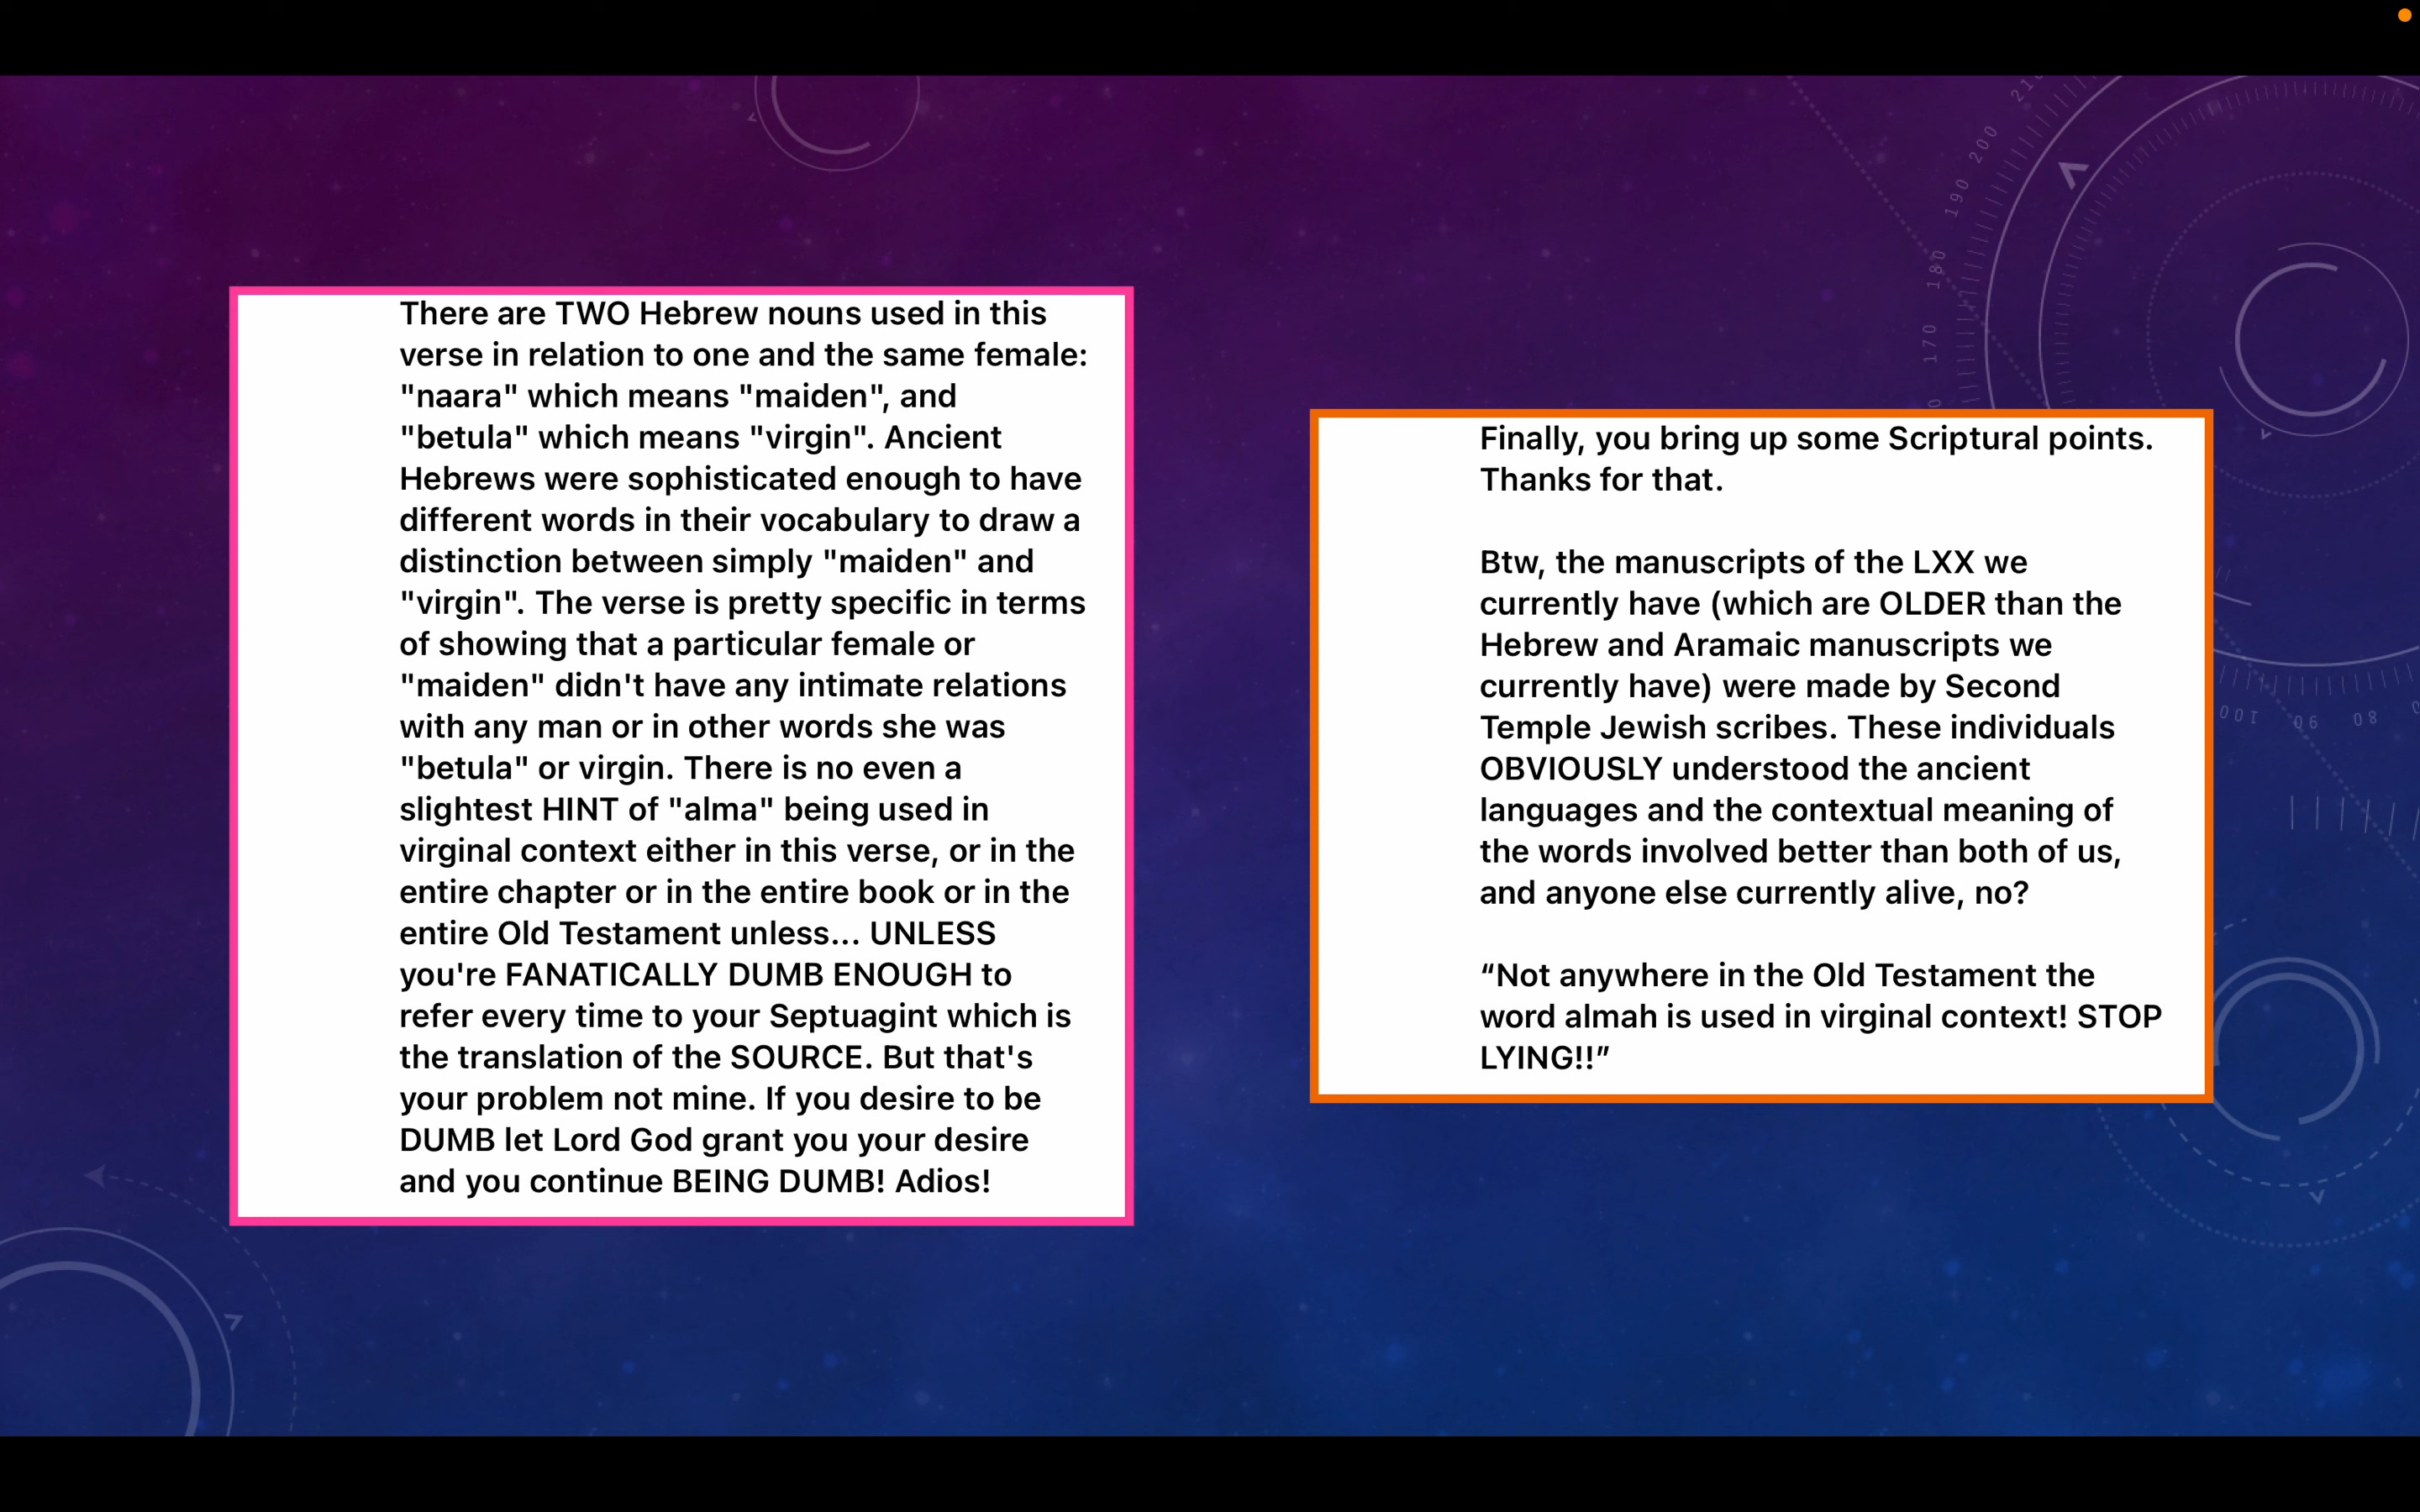 There are TWO Hebrew nouns used in this
verse in relation to one and the same female:
"naara" which means "maiden", and
"betula" which means "virgin". Ancient
Hebrews were sophisticated enough to have
different words in their vocabulary to draw a
distinction between simply "maiden" and
"virgin". The verse is pretty specific in terms
of showing that a particular female or
"maiden" didn't have any intimate relations
with any man or in other words she was
"betula" or virgin. There is no even a
slightest HINT of "alma" being used in
virginal context either in this verse, or in the
entire chapter or in the entire book or in the
entire Old Testament unless... UNLESS
you're FANATICALLY DUMB ENOUGH to
refer every time to your Septuagint which is
the translation of the SOURCE. But that's
your problem not mine. If you desire to be
DUMB let Lord God grant you your desire
and you continue BEING DUMB! Adios!
Finally, you bring up some Scriptural points.
Thanks for that.
Btw, the manuscripts of the LXX we
currently have (which are OLDER than the
Hebrew and Aramaic manuscripts we
currently have) were made by Second
Temple Jewish scribes. These individuals
OBVIOUSLY understood the ancient
languages and the contextual meaning of
the words involved better than both of us,
and anyone else currently alive, no?
“Not anywhere in the Old Testament the
word almah is used in virginal context! STOP
LYING!!”
200
190
180
170
100
90
80